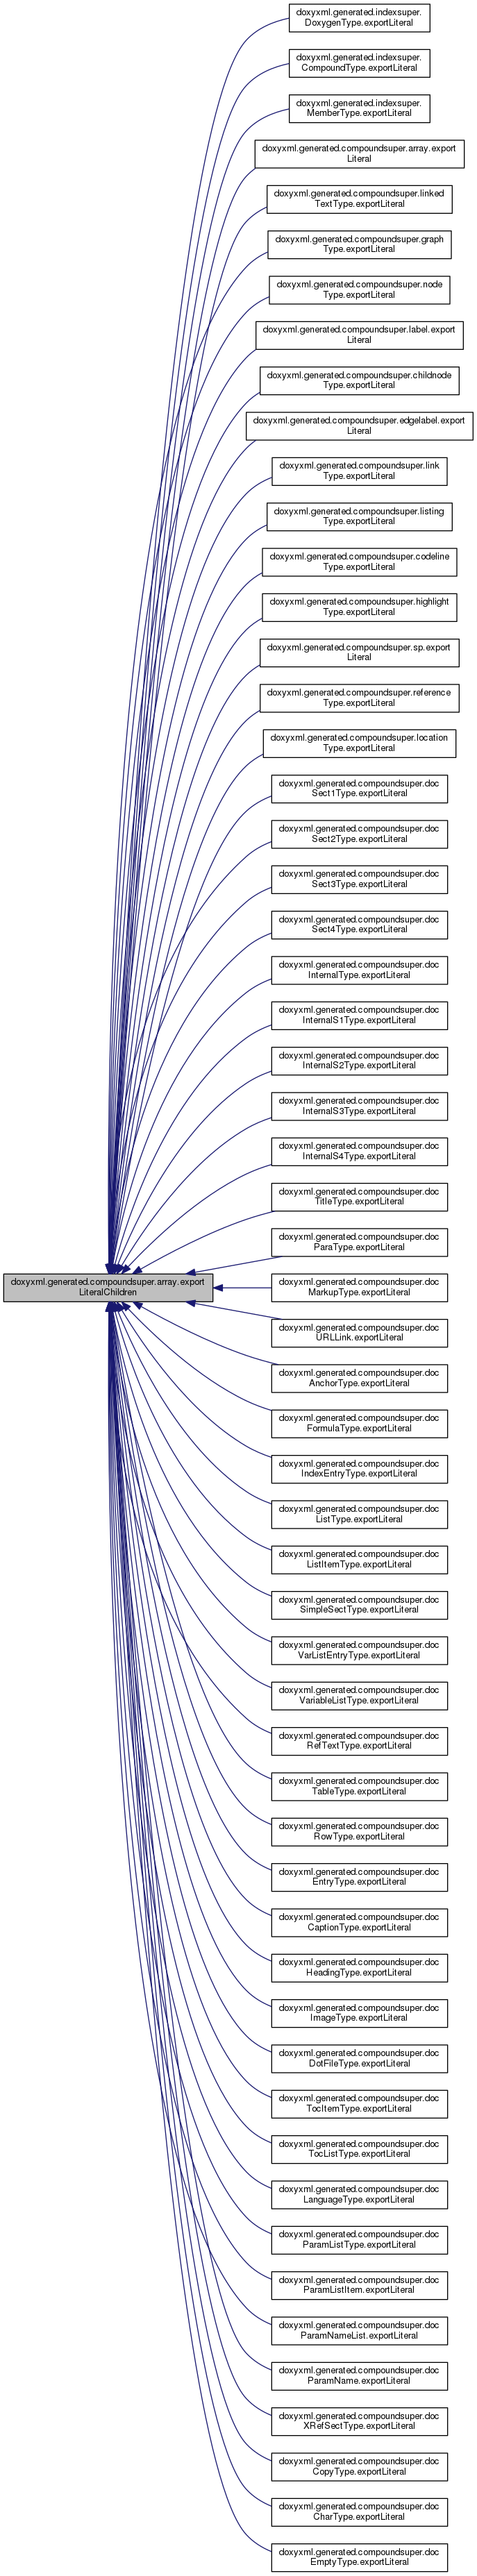 doxyxml.generated.indexsuper.
DoxygenType.exportLiteral
doxyxml.generated.indexsuper.
CompoundType.exportLiteral
doxyxml.generated.indexsuper.
MemberType.exportLiteral
doxyxml.generated.compoundsuper.array.export
Literal
doxyxml.generated.compoundsuper.linked
TextType.exportLiteral
doxyxml.generated.compoundsuper.graph
Type.exportLiteral
doxyxml.generated.compoundsuper.node
Type.exportLiteral
doxyxml.generated.compoundsuper.label.export
Literal
doxyxml.generated.compoundsuper.childnode
Type.exportLiteral
doxyxml.generated.compoundsuper.edgelabel.export
Literal
doxyxml.generated.compoundsuper.link
Type.exportLiteral
doxyxml.generated.compoundsuper.listing
Type.exportLiteral
doxyxml.generated.compoundsuper.codeline
Type.exportLiteral
doxyxml.generated.compoundsuper.highlight
Type.exportLiteral
doxyxml.generated.compoundsuper.sp.export
Literal
doxyxml.generated.compoundsuper.reference
Type.exportLiteral
doxyxml.generated.compoundsuper.location
Type.exportLiteral
doxyxml.generated.compoundsuper.doc
Sect1Type.exportLiteral
doxyxml.generated.compoundsuper.doc
Sect2Type.exportLiteral
doxyxml.generated.compoundsuper.doc
Sect3Type.exportLiteral
doxyxml.generated.compoundsuper.doc
Sect4Type.exportLiteral
doxyxml.generated.compoundsuper.doc
InternalType.exportLiteral
doxyxml.generated.compoundsuper.doc
InternalS1Type.exportLiteral
doxyxml.generated.compoundsuper.doc
InternalS2Type.exportLiteral
doxyxml.generated.compoundsuper.doc
InternalS3Type.exportLiteral
doxyxml.generated.compoundsuper.doc
InternalS4Type.exportLiteral
doxyxml.generated.compoundsuper.doc
TitleType.exportLiteral
doxyxml.generated.compoundsuper.doc
ParaType.exportLiteral
doxyxml.generated.compoundsuper.array.export
LiteralChildren
doxyxml.generated.compoundsuper.doc
MarkupType.exportLiteral
doxyxml.generated.compoundsuper.doc
URLLink.exportLiteral
doxyxml.generated.compoundsuper.doc
AnchorType.exportLiteral
doxyxml.generated.compoundsuper.doc
FormulaType.exportLiteral
doxyxml.generated.compoundsuper.doc
IndexEntryType.exportLiteral
doxyxml.generated.compoundsuper.doc
ListType.exportLiteral
doxyxml.generated.compoundsuper.doc
ListItemType.exportLiteral
doxyxml.generated.compoundsuper.doc
SimpleSectType.exportLiteral
doxyxml.generated.compoundsuper.doc
VarListEntryType.exportLiteral
doxyxml.generated.compoundsuper.doc
VariableListType.exportLiteral
doxyxml.generated.compoundsuper.doc
RefTextType.exportLiteral
doxyxml.generated.compoundsuper.doc
TableType.exportLiteral
doxyxml.generated.compoundsuper.doc
RowType.exportLiteral
doxyxml.generated.compoundsuper.doc
EntryType.exportLiteral
doxyxml.generated.compoundsuper.doc
CaptionType.exportLiteral
doxyxml.generated.compoundsuper.doc
HeadingType.exportLiteral
doxyxml.generated.compoundsuper.doc
ImageType.exportLiteral
doxyxml.generated.compoundsuper.doc
DotFileType.exportLiteral
doxyxml.generated.compoundsuper.doc
TocItemType.exportLiteral
doxyxml.generated.compoundsuper.doc
TocListType.exportLiteral
doxyxml.generated.compoundsuper.doc
LanguageType.exportLiteral
doxyxml.generated.compoundsuper.doc
ParamListType.exportLiteral
doxyxml.generated.compoundsuper.doc
ParamListItem.exportLiteral
doxyxml.generated.compoundsuper.doc
ParamNameList.exportLiteral
doxyxml.generated.compoundsuper.doc
ParamName.exportLiteral
doxyxml.generated.compoundsuper.doc
XRefSectType.exportLiteral
doxyxml.generated.compoundsuper.doc
CopyType.exportLiteral
doxyxml.generated.compoundsuper.doc
CharType.exportLiteral
doxyxml.generated.compoundsuper.doc
EmptyType.exportLiteral